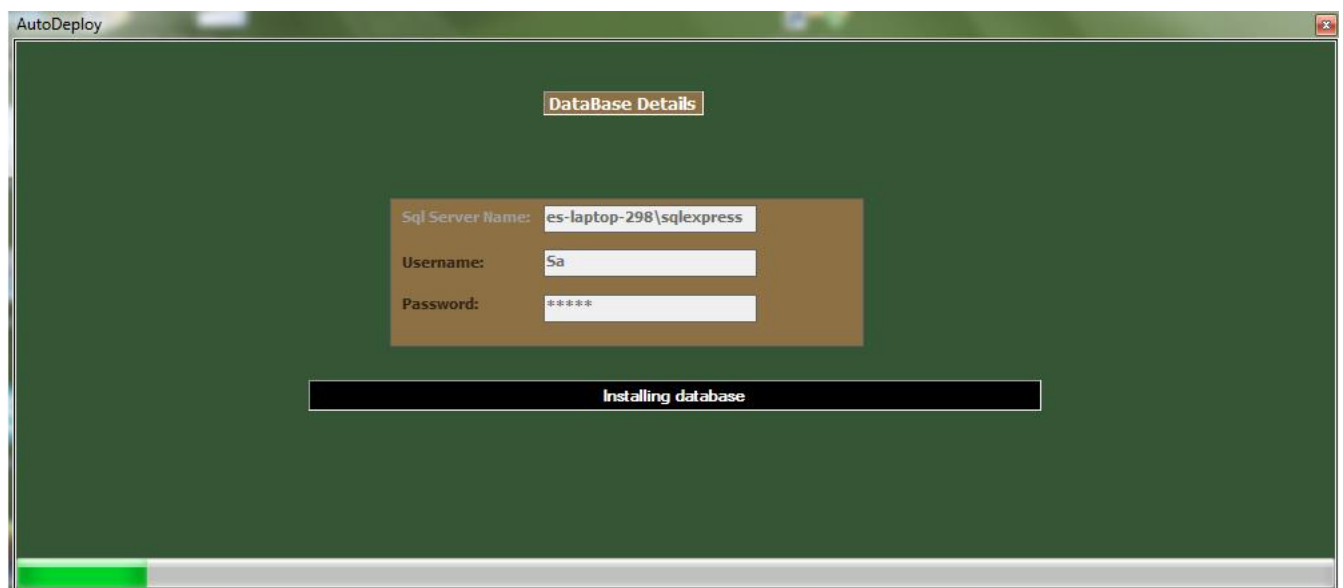 AutoDeploy
DataBase Details
Sql Server Name: es-laptop-298\sqlexpress
Username: Sa
Password: *****
Installing database